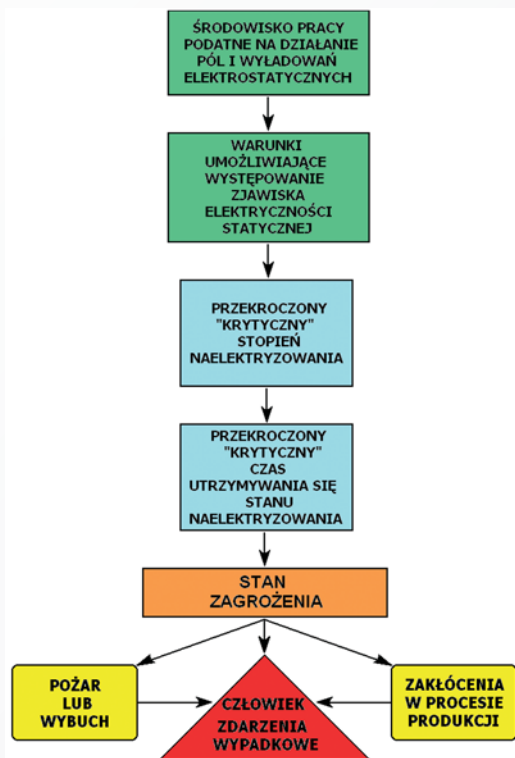 ŚRODOWISKO PRACY
PODATNE NA DZIAŁANIE
PÓL I WYŁADOWAŃ
ELEKTROSTATYCZNYCH
WARUNKI
UMOŻLIWIAJĄCE
WYSTĘPOWANIE
ZJAWISKA
ELEKTRYCZNOŚCI
STATYCZNEJ
PRZEKROCZONY
"KRYTYCZNY"
STOPIEŃ
NAELEKTRYZOWANIA
PRZEKROCZONY
"KRYTYCZNY"
CZAS
UTRZYMYWANIA SIĘ
STANU
NAELEKTRYZOWANIA
STAN
ZAGROŻENIA
POŻAR
LUB
WYBUCH
CZŁOWIEK
ZDARZENIA
WYPADKOWE
ZAKŁÓCENIA
W PROCESIE
PRODUKCJI